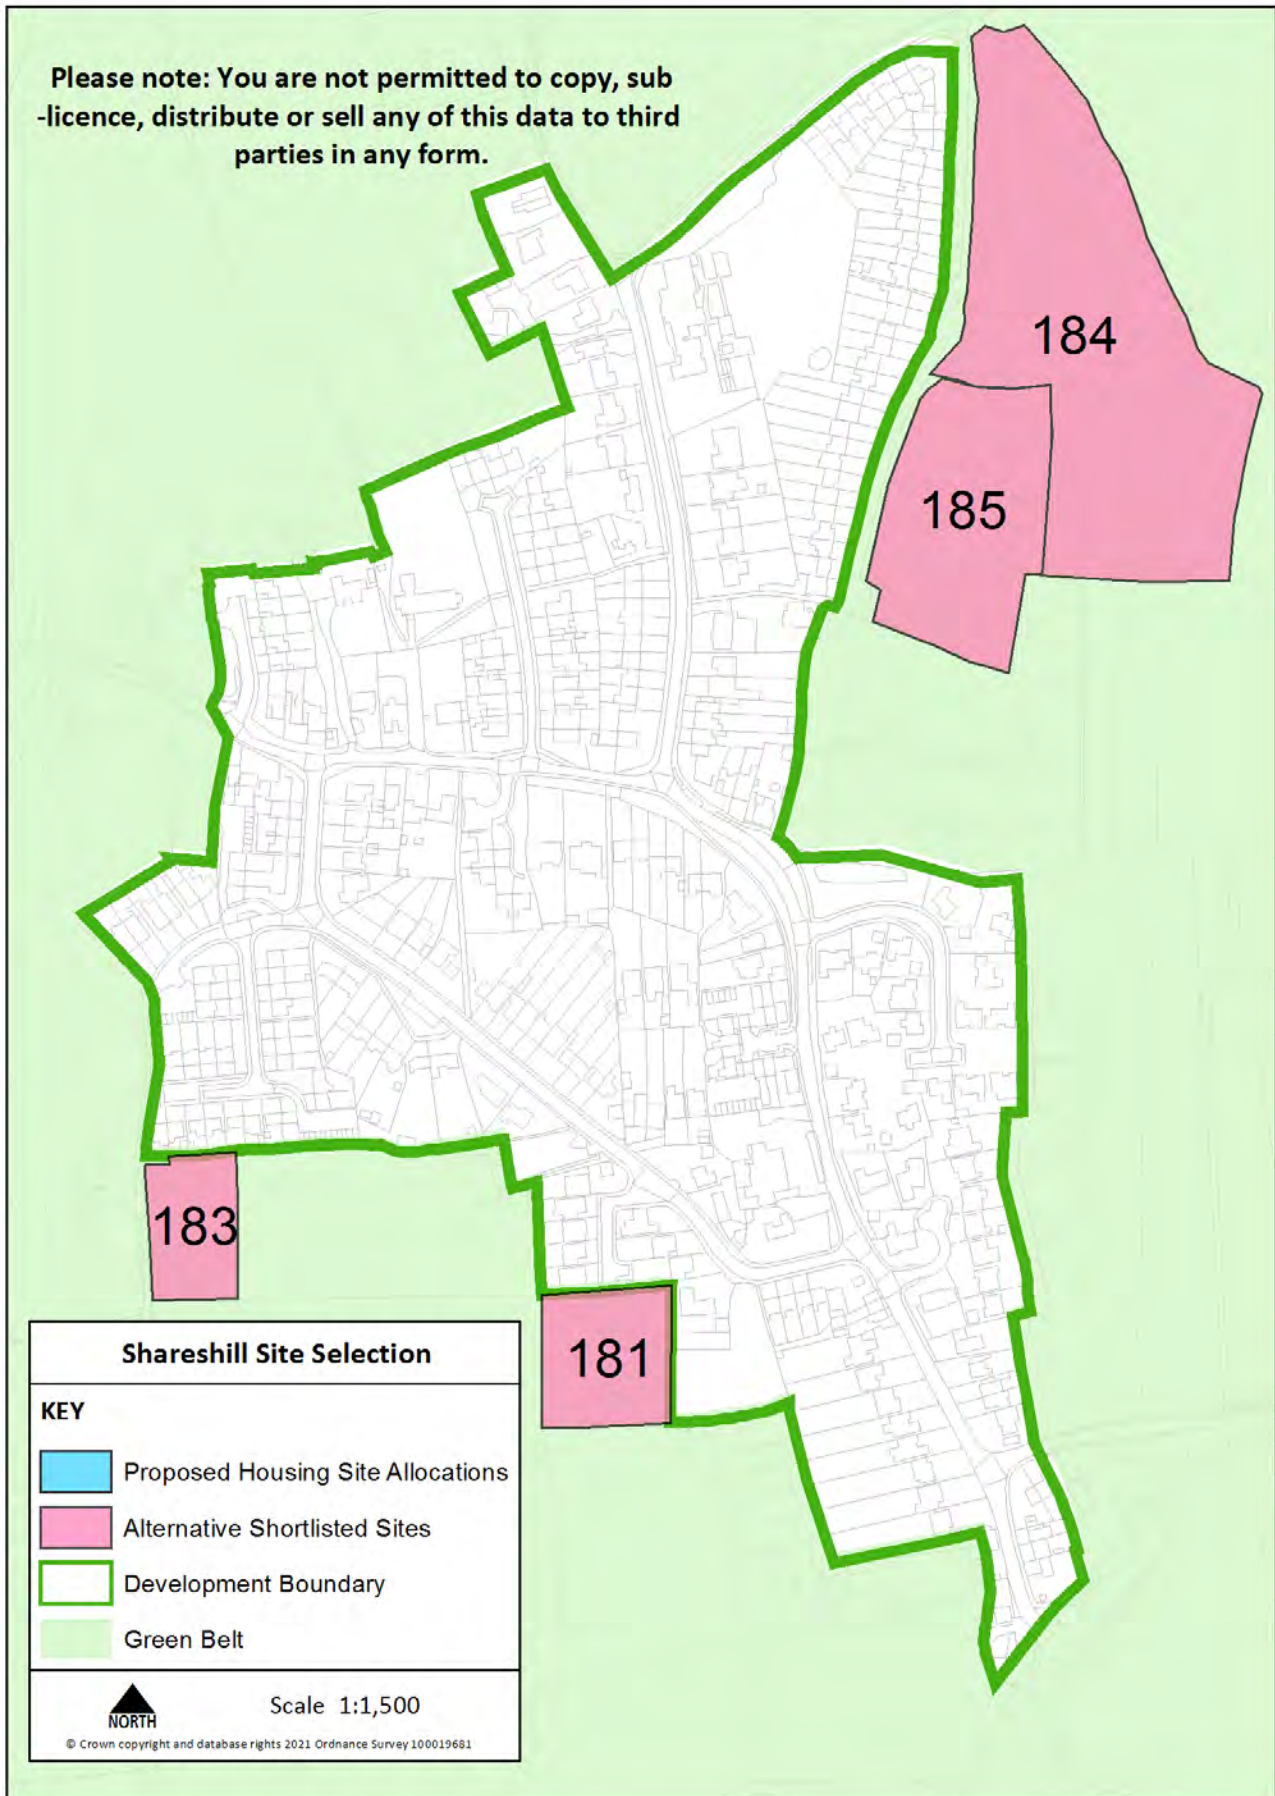 Please note: You are not permitted to copy, sub
-licence, distribute or sell any of this data to third
parties in any form.
184
185
183
181
Shareshill Site Selection
KEY
Proposed Housing Site Allocations
Alternative Shortlisted Sites
Development Boundary
Green Belt
NORTH
Scale 1:1,500
© Crown copyright and database rights 2021 Ordnance Survey 100019681